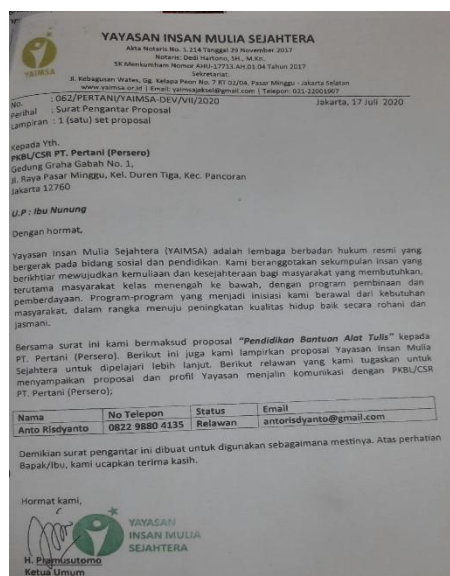 YAIMSA
YAYASAN INSAN MULIA SEJAHTERA
Akta Notaris No. 1.214 Tanggal 29 November 2017
Notaris: Dedi Hartono, SH., M.Kn.
SK Menkumham Nomor AHU-17713.AH.01.04.Tahun 2017
Sekretariat:
Jl. Kebagusan Wates, Gg. Kelapa Puan No. 7 RT 03/04, Pasar Minggu - Jakarta Selatan
www.yaimsa.or.id | Email: yaimsajaksel@gmail.com | Telepon: 021-22001907
No. : 062/PERTANI/YAIMSA-DEV/VII/2020 Jakarta, 17 Juli 2020
Perihal : Surat Pengantar Proposal
Lampiran : 1 (satu) set proposal
Kepada Yth.
PKBL/CSR PT. Pertani (Persero)
Gedung Graha Gabah No. 1,
Jl. Raya Pasar Minggu, Kel. Duren Tiga, Kec. Pancoran
Jakarta 12760
U.P : Ibu Nunung
Dengan hormat,
Yayasan Insan Mulia Sejahtera (YAIMSA) adalah lembaga berbadan hukum resmi yang
bergerak pada bidang sosial dan pendidikan. Kami beranggotakan sekumpulan insan yang
berikhtiar mewujudkan kemuliaan dan kesejahteraan bagi masyarakat yang membutuhkan,
terutama masyarakat kelas menengah ke bawah, dengan program pembinaan dan
pemberdayaan. Program-program yang menjadi inisiasi kami berawal dari kebutuhan
masyarakat, dalam rangka menuju peningkatan kualitas hidup baik secara rohani dan
jasmani.
Bersama surat ini kami bermaksud proposal "Pendidikan Bantuan Alat Tulis" kepada
PT. Pertani (Persero). Berikut ini juga kami lampirkan proposal Yayasan Insan Mulia
Sejahtera untuk dipelajari lebih lanjut. Berikut relawan yang kami tugaskan untuk
menyampaikan proposal dan profil Yayasan menjalin komunikasi dengan PKBL/CSR
PT. Pertani (Persero);
Nama No Telepon Status Email
Anto Risdyanto 0822 9880 4135 Relawan antorisdyanto@gmail.com
Demikian surat pengantar ini dibuat untuk digunakan sebagaimana mestinya. Atas perhatian
Bapak/Ibu, kami ucapkan terima kasih.
Hormat kami,
YAYASAN
INSAN MULIA
SEJAHTERA
H. Pramusutomo
Ketua Umum